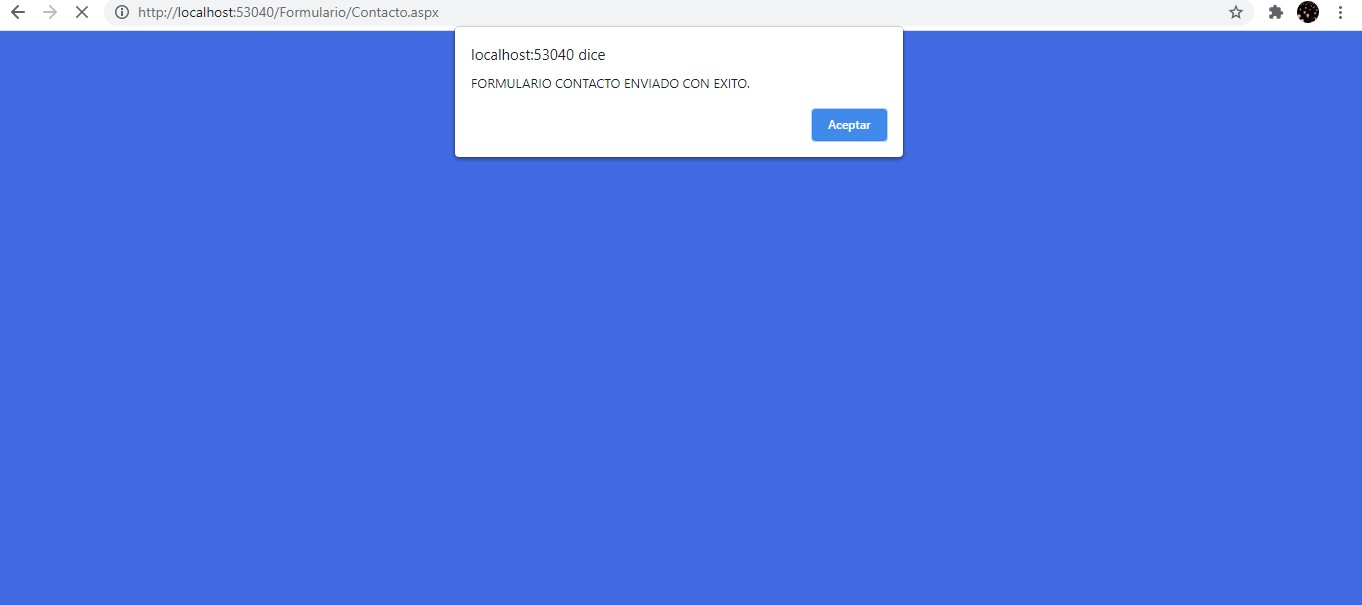 http://localhost:53040/Formulario/Contacto.aspx
localhost:53040 dice
FORMULARIO CONTACTO ENVIADO CON EXITO.
Aceptar